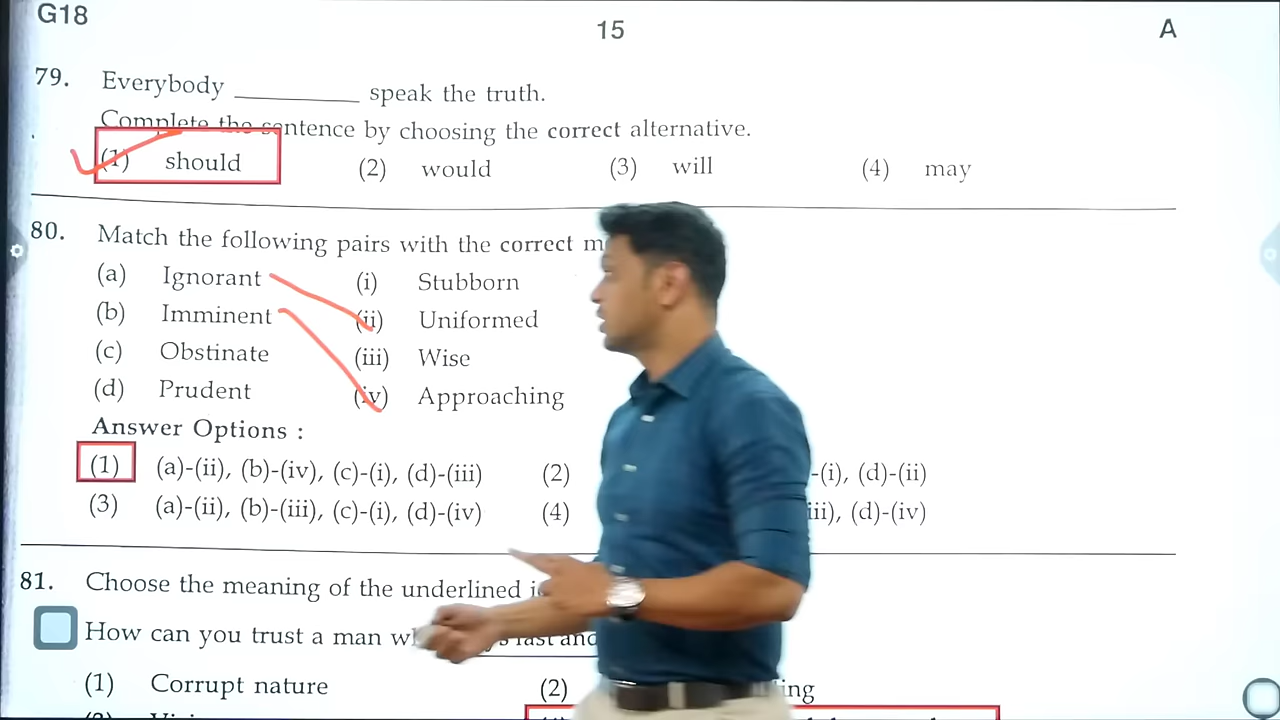 G18 15 A
79. Everybody ________ speak the truth.
Complete the sentence by choosing the correct alternative.
(1) should (2) would (3) will (4) may
80. Match the following pairs with the correct
(a) Ignorant (i) Stubborn
(b) Imminent (ii) Uniformed
(c) Obstinate (iii) Wise
(d) Prudent (iv) Approaching
Answer Options :
(1) (a)-(ii), (b)-(iv), (c)-(i), (d)-(iii) (2) -(i), (d)-(ii)
(3) (a)-(ii), (b)-(iii), (c)-(i), (d)-(iv) (4) iii), (d)-(iv)
81. Choose the meaning of the underlined
How can you trust a man fast and
(1) Corrupt nature (2) ing